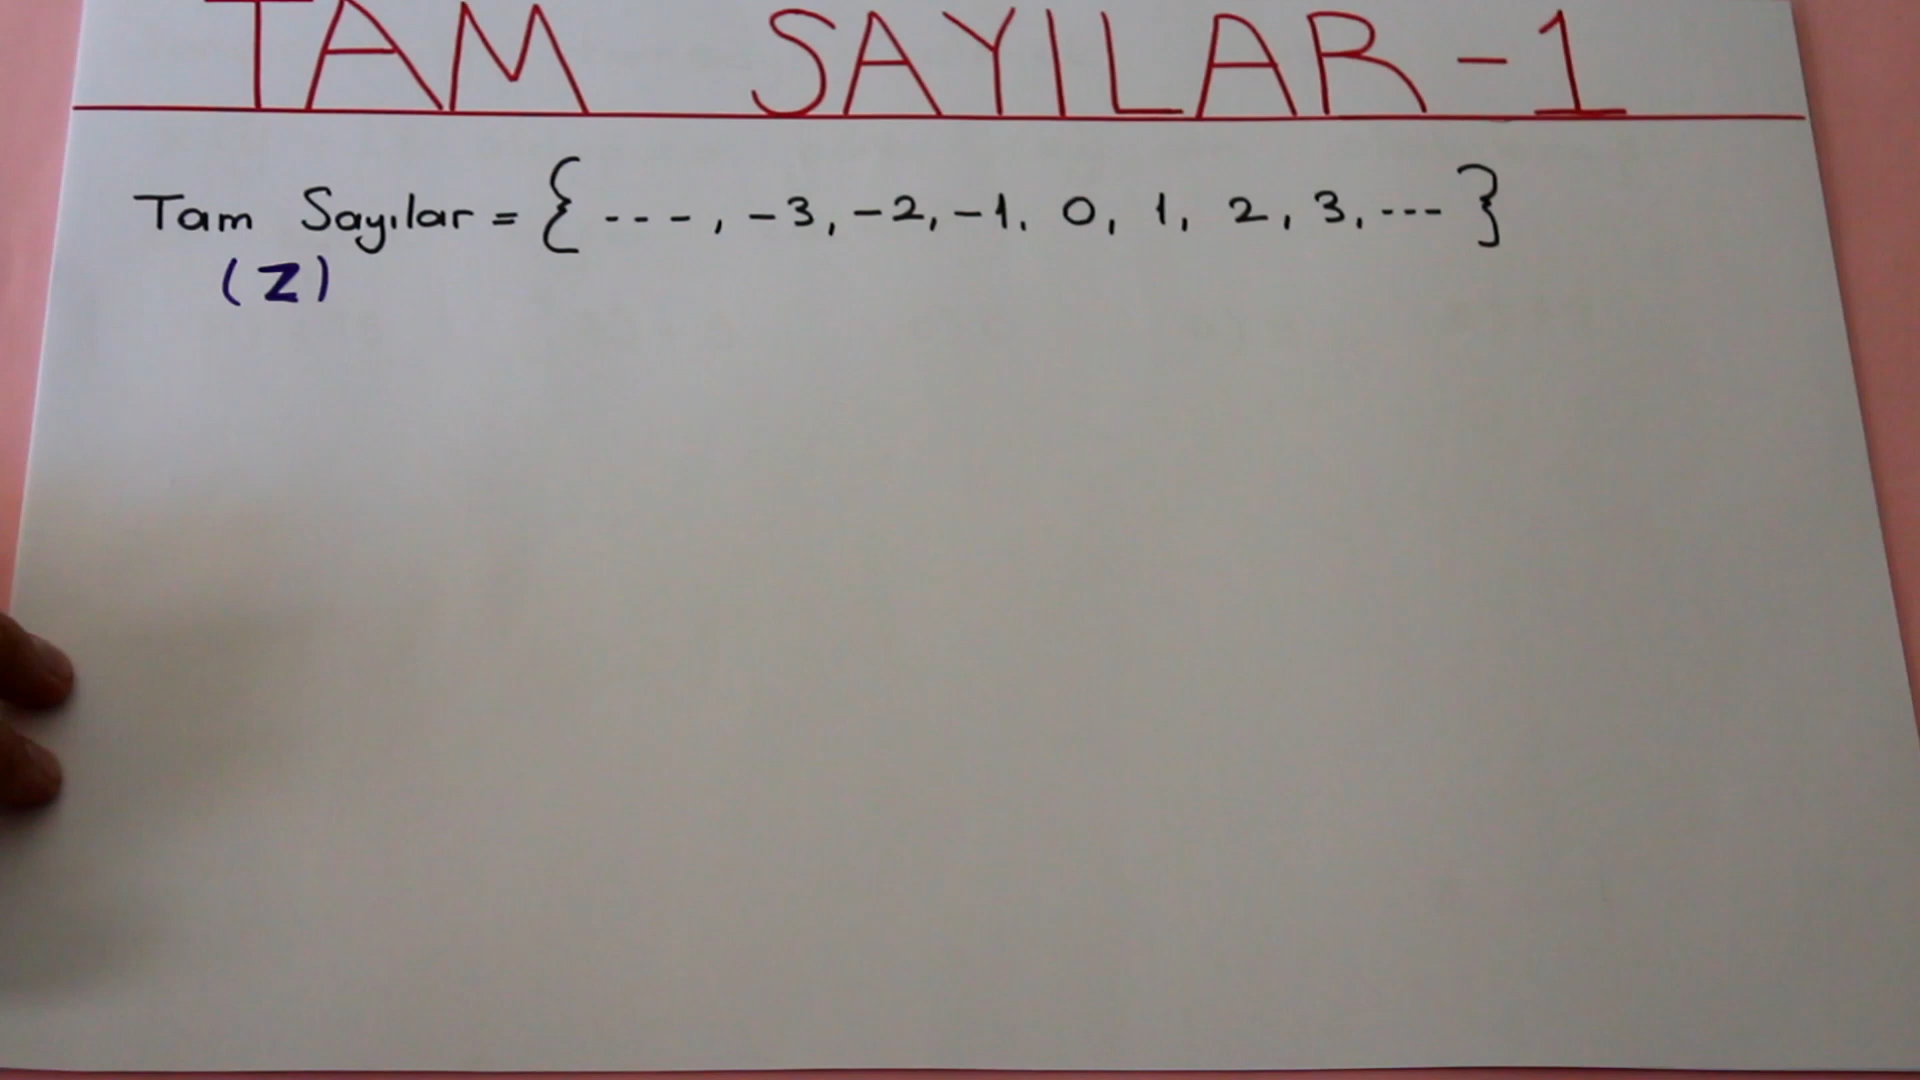 TAM SAYILAR-1
Tam Sayılar = { ---, -3, -2, -1, 0, 1, 2, 3, --- }
(Z)